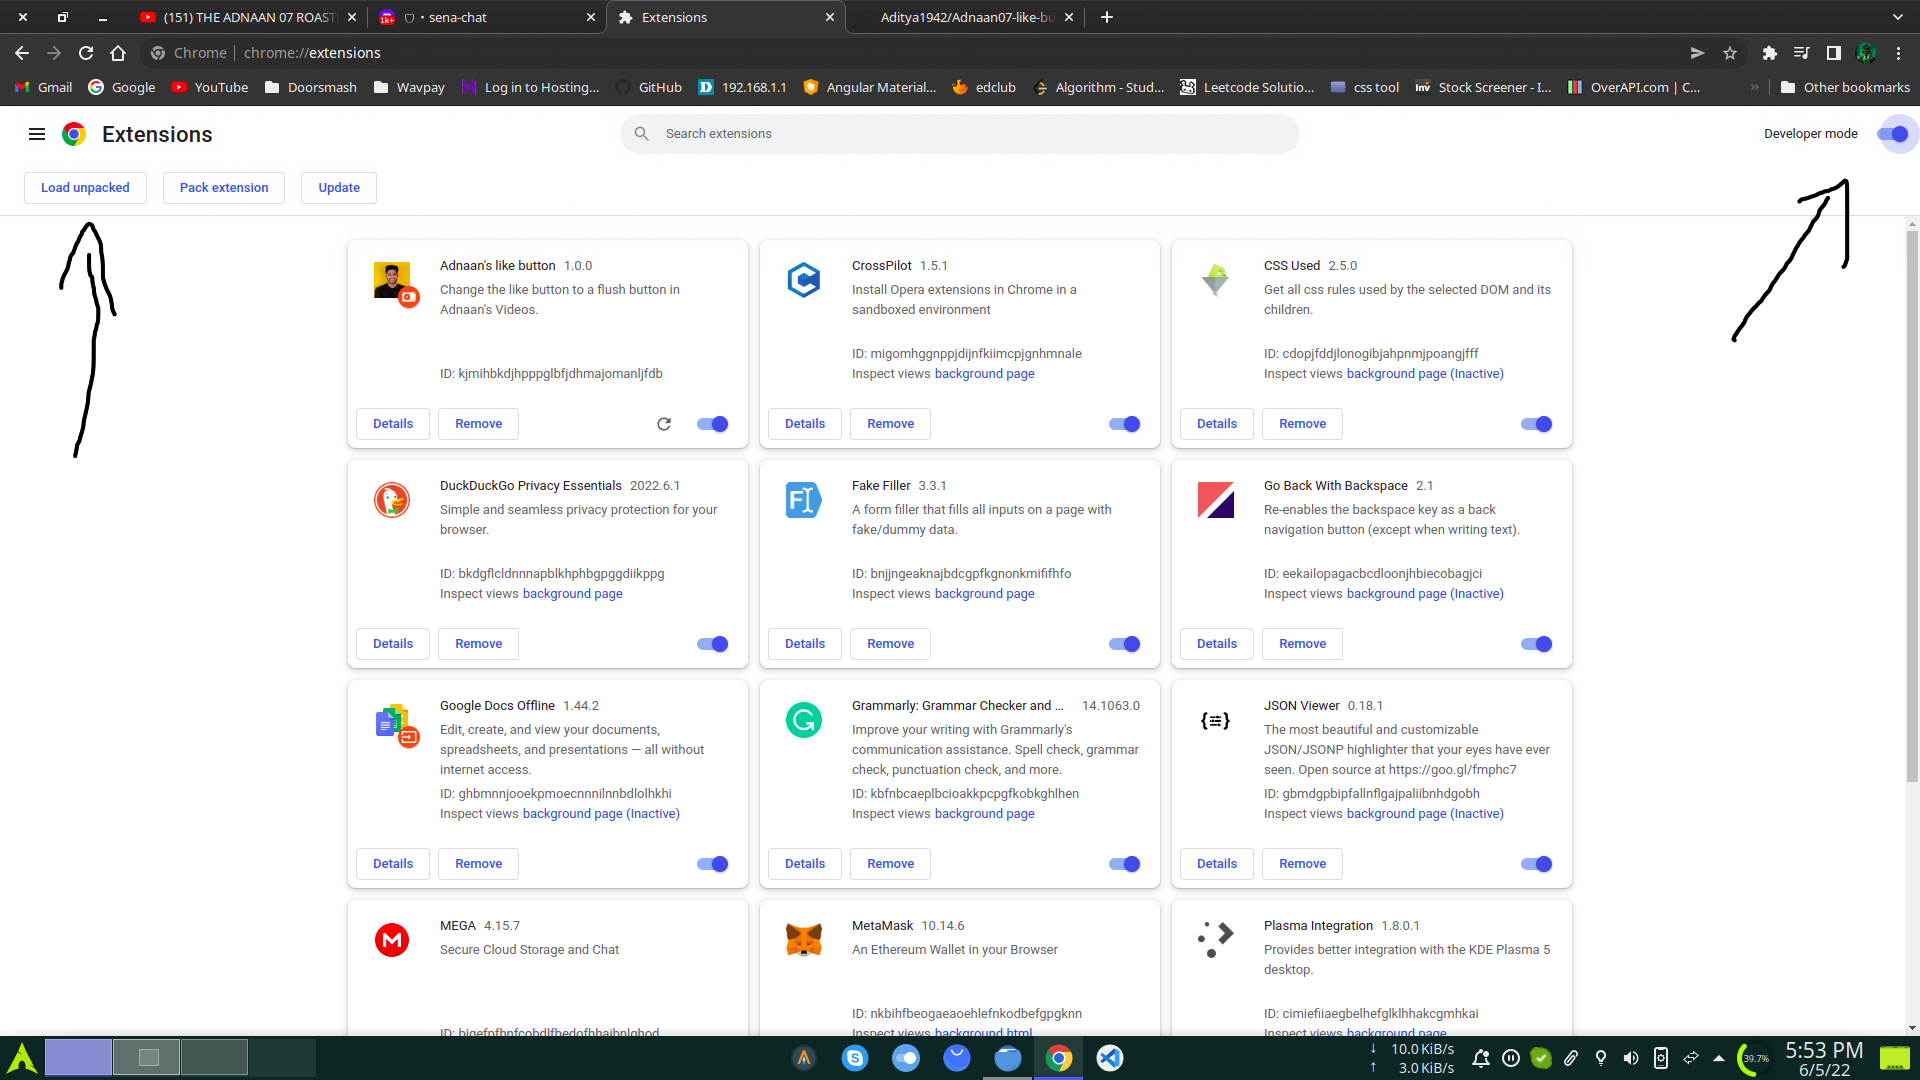 (151) THE ADNAAN 07 ROAST
1k+
• sena-chat
Extensions
Aditya1942/Adnaan07-like-bu
Chrome | chrome://extensions
Gmail
Google
YouTube
Doorsmash
Wavpay
Log in to Hosting...
GitHub
192.168.1.1
Angular Material...
edclub
Algorithm - Stud...
Leetcode Solutio...
css tool
Inv
Stock Screener - I...
OverAPI.com | C...
»
Other bookmarks
Extensions
Search extensions
Developer mode
Load unpacked
Pack extension
Update
Adnaan's like button 1.0.0
Change the like button to a flush button in
Adnaan's Videos.
ID: kjmihbkdjhpppglbfjdhmajomanljfdb
Details
Remove
CrossPilot 1.5.1
Install Opera extensions in Chrome in a
sandboxed environment
ID: migomhggnppjdijnfkiimcpjgnhmnale
Inspect views background page
Details
Remove
CSS Used 2.5.0
Get all css rules used by the selected DOM and its
children.
ID: cdopjfddjlonogibjahpnmjpoangjfff
Inspect views background page (Inactive)
Details
Remove
DuckDuckGo Privacy Essentials 2022.6.1
Simple and seamless privacy protection for your
browser.
ID: bkdgflcldnnnapblkhphbgpggdiikppg
Inspect views background page
Details
Remove
Fake Filler 3.3.1
A form filler that fills all inputs on a page with
fake/dummy data.
ID: bnjjngeaknajbdcgpfkgnonkmififhfo
Inspect views background page
Details
Remove
Go Back With Backspace 2.1
Re-enables the backspace key as a back
navigation button (except when writing text).
ID: eekailopagacbcdloonjhbiecobagjci
Inspect views background page (Inactive)
Details
Remove
Google Docs Offline 1.44.2
Edit, create, and view your documents,
spreadsheets, and presentations — all without
internet access.
ID: ghbmnnjooekpmoecnnnilnnbdlolhkhi
Inspect views background page (Inactive)
Details
Remove
Grammarly: Grammar Checker and ... 14.1063.0
Improve your writing with Grammarly's
communication assistance. Spell check, grammar
check, punctuation check, and more.
ID: kbfnbcaeplbcioakkpcpgfkobkghlhen
Inspect views background page
Details
Remove
JSON Viewer 0.18.1
The most beautiful and customizable
JSON/JSONP highlighter that your eyes have ever
seen. Open source at https://goo.gl/fmphc7
ID: gbmdgpbipfallnflgajpaliibnhdgobh
Inspect views background page (Inactive)
Details
Remove
MEGA 4.15.7
Secure Cloud Storage and Chat
ID: bigefpfhnfcobdlfbedofhhaibnlghod
MetaMask 10.14.6
An Ethereum Wallet in your Browser
ID: nkbihfbeogaeaoehlefnkodbefgpgknn
Inspect views background.html
Plasma Integration 1.8.0.1
Provides better integration with the KDE Plasma 5
desktop.
ID: cimiefiiaegbelhefglklhhakcgmhkai
Inspect views background page
10.0 KiB/s
3.0 KiB/s
39.7%
5:53 PM
6/5/22